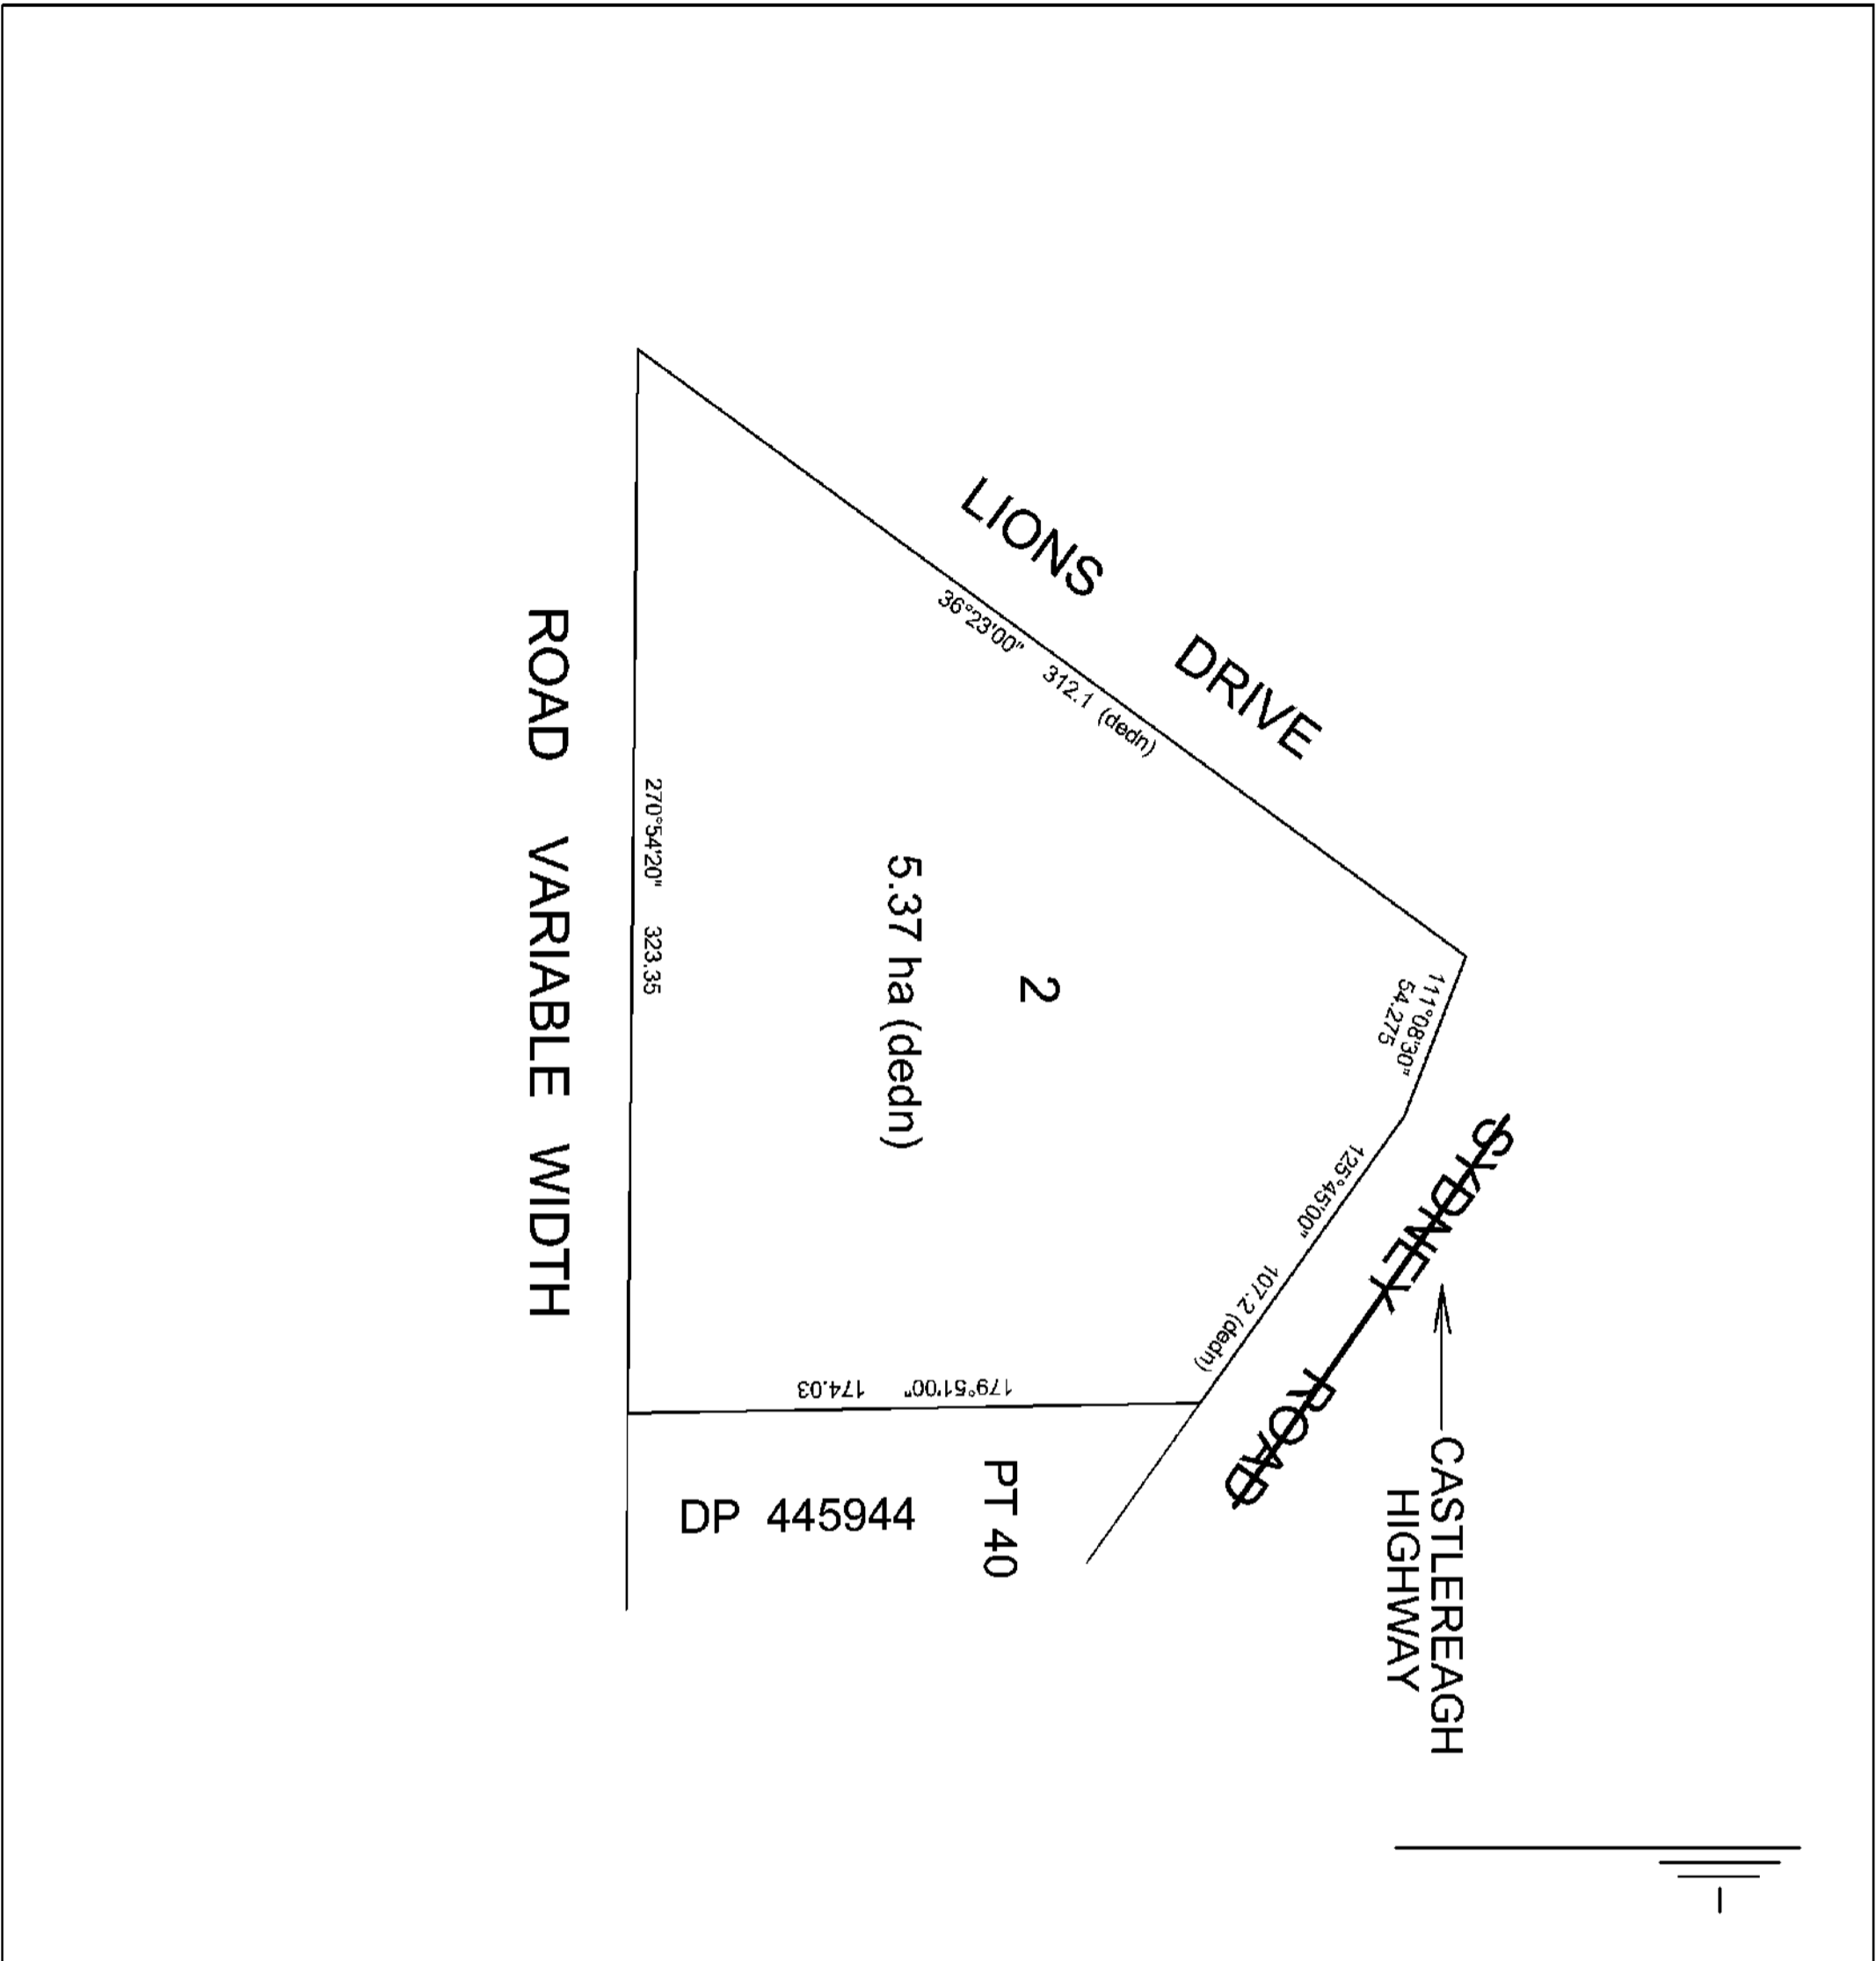 LIONS DRIVE
36°23'00" 312.1 (dedn)
111°08'30"
54.275
125°45'00" 107.2 (dedn)
SYDNEY ROAD
CASTLEREAGH
HIGHWAY
2
5.37 ha (dedn)
179°51'00" 174.03
PT 40
DP 445944
270°54'20" 323.35
ROAD VARIABLE WIDTH